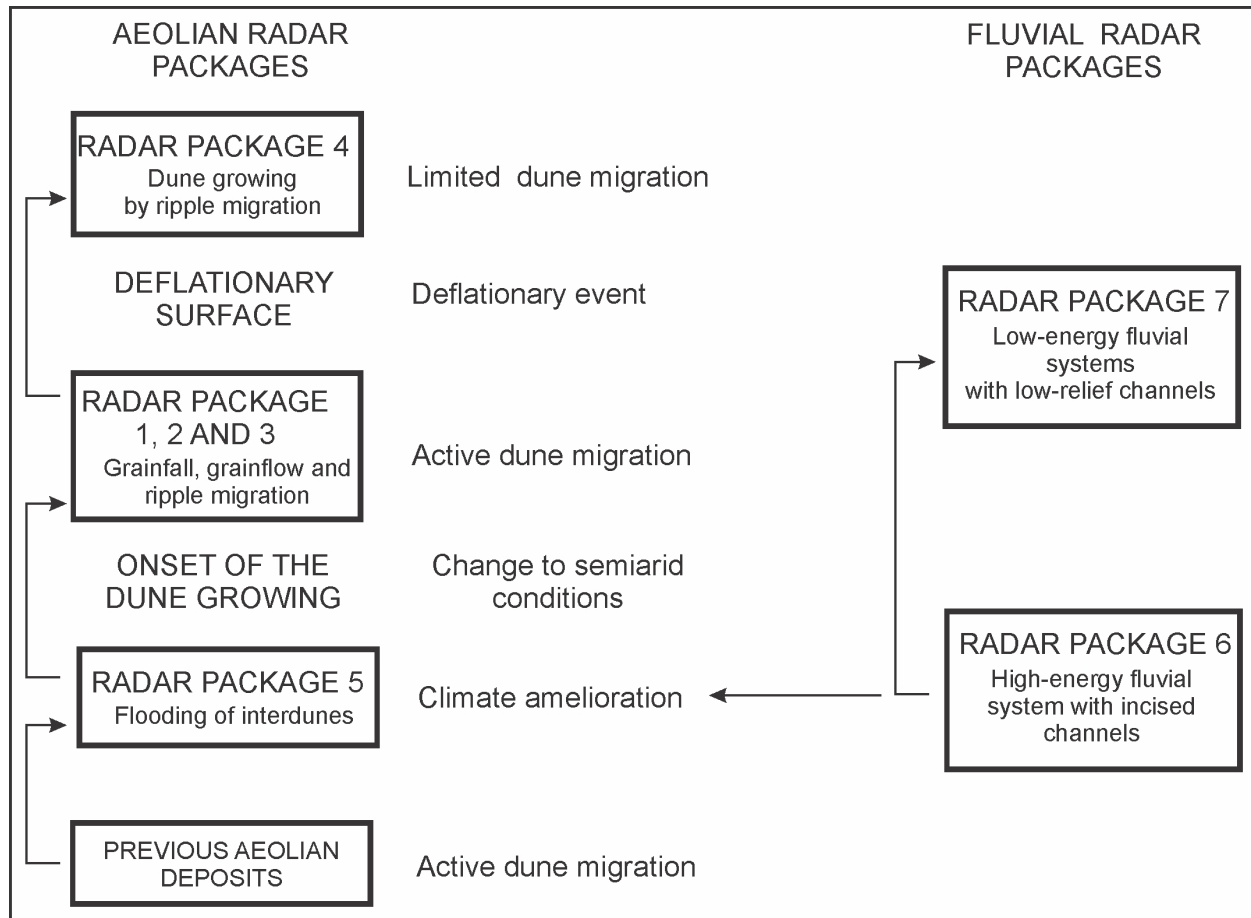 AEOLIAN RADAR
PACKAGES
FLUVIAL RADAR
PACKAGES
RADAR PACKAGE 4
Dune growing
by ripple migration
Limited dune migration
DEFLATIONARY
SURFACE
Deflationary event
RADAR PACKAGE 7
Low-energy fluvial
systems
with low-relief channels
RADAR PACKAGE
1, 2 AND 3
Grainfall, grainflow and
ripple migration
Active dune migration
ONSET OF THE
DUNE GROWING
Change to semiarid
conditions
RADAR PACKAGE 5
Flooding of interdunes
Climate amelioration
RADAR PACKAGE 6
High-energy fluvial
system with incised
channels
PREVIOUS AEOLIAN
DEPOSITS
Active dune migration